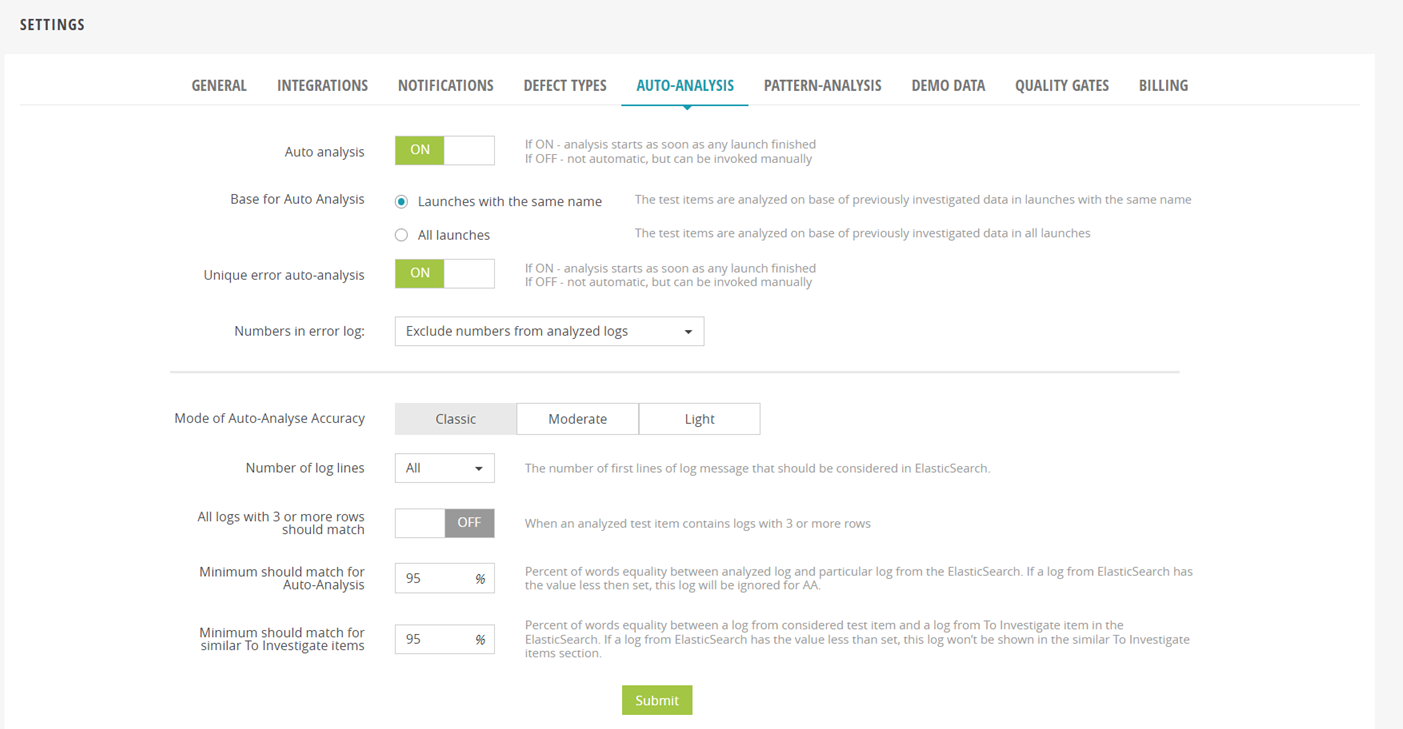 SETTINGS
GENERAL INTEGRATIONS NOTIFICATIONS DEFECT TYPES AUTO-ANALYSIS PATTERN-ANALYSIS DEMO DATA QUALITY GATES BILLING
Auto analysis
ON
If ON - analysis starts as soon as any launch finished
If OFF - not automatic, but can be invoked manually
Base for Auto Analysis
Launches with the same name
The test items are analyzed on base of previously investigated data in launches with the same name
All launches
The test items are analyzed on base of previously investigated data in all launches
Unique error auto-analysis
ON
If ON - analysis starts as soon as any launch finished
If OFF - not automatic, but can be invoked manually
Numbers in error log:
Exclude numbers from analyzed logs
Mode of Auto-Analyse Accuracy
Classic Moderate Light
Number of log lines
All
The number of first lines of log message that should be considered in ElasticSearch.
All logs with 3 or more rows
should match
OFF
When an analyzed test item contains logs with 3 or more rows
Minimum should match for
Auto-Analysis
95 %
Percent of words equality between analyzed log and particular log from the ElasticSearch. If a log from ElasticSearch has
the value less then set, this log will be ignored for AA.
Minimum should match for
similar To Investigate items
95 %
Percent of words equality between a log from considered test item and a log from To Investigate item in the
ElasticSearch. If a log from ElasticSearch has the value less than set, this log won't be shown in the similar To Investigate
items section.
Submit